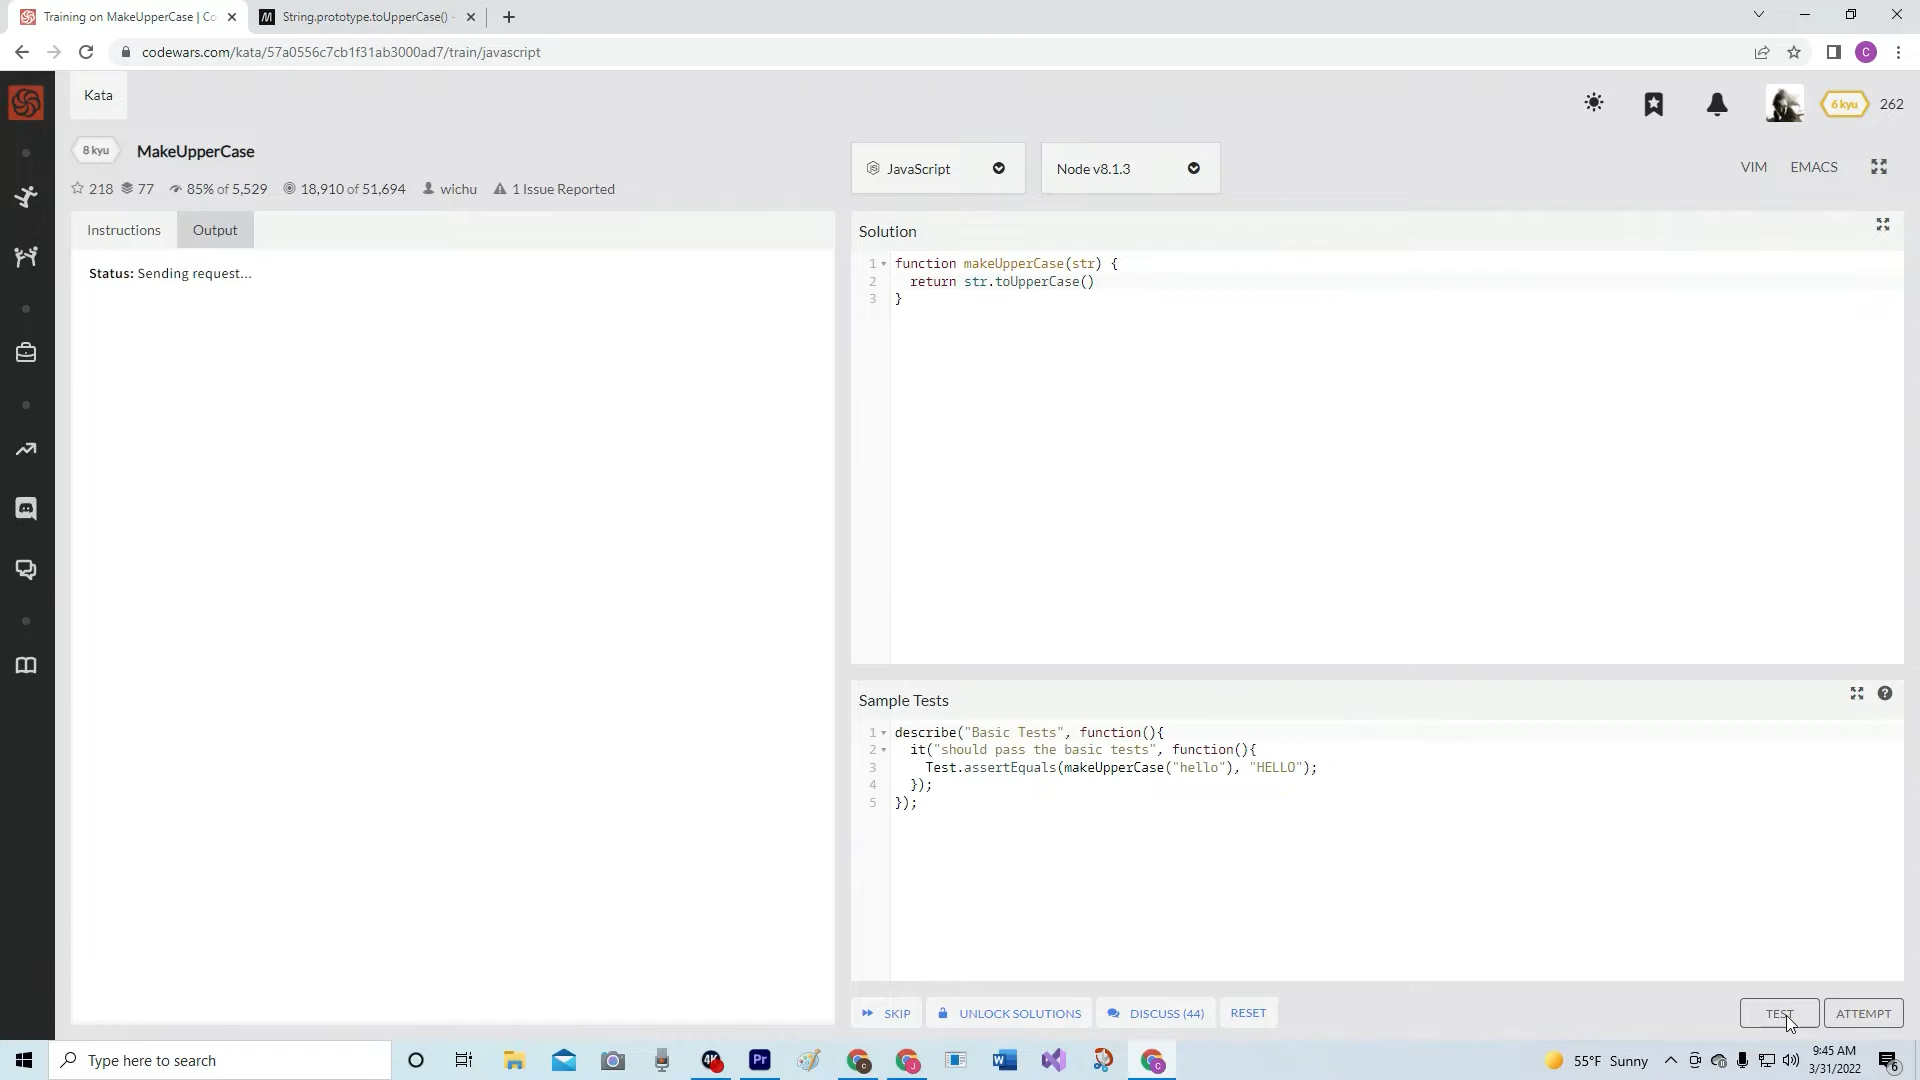 Training on MakeUpperCase | Co
String.prototype.toUpperCase() -
codewars.com/kata/57a0556c7cb1f31ab3000ad7/train/javascript
C
Kata
6 kyu
262
8 kyu
MakeUpperCase
218
77
85% of 5,529
18,910 of 51,694
wichu
1 Issue Reported
JavaScript
Node v8.1.3
VIM
EMACS
Instructions
Output
Status: Sending request...
Solution
1
function makeUpperCase(str) {
2
return str.toUpperCase()
3
}
Sample Tests
1
describe("Basic Tests", function(){
2
it("should pass the basic tests", function(){
3
Test.assertEquals(makeUpperCase("hello"), "HELLO");
4
});
5
});
SKIP
UNLOCK SOLUTIONS
DISCUSS (44)
RESET
TEST
ATTEMPT
Type here to search
4K
Pr
55°F Sunny
9:45 AM
3/31/2022
6